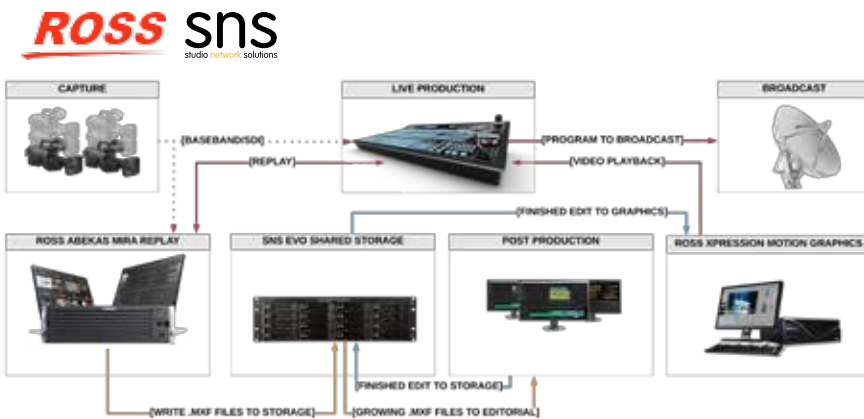 ROSS sns
studio network solutions
CAPTURE
LIVE PRODUCTION
BROADCAST
[BASEBAND/SDI]
[PROGRAM TO BROADCAST]
[REPLAY]
[VIDEO PLAYBACK]
[FINISHED EDIT TO GRAPHICS]
ROSS ABEKAS MIRA REPLAY
SNS EVO SHARED STORAGE
POST PRODUCTION
ROSS XPRESSION MOTION GRAPHICS
[FINISHED EDIT TO STORAGE]
[WRITE .MXF FILES TO STORAGE]
[GROWING .MXF FILES TO EDITORIAL]